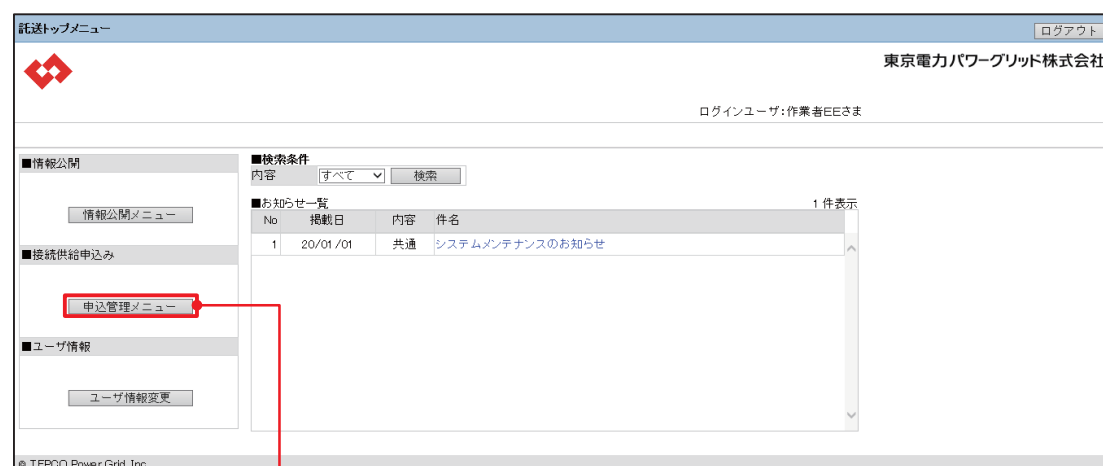 託送トップメニュー
ログアウト
東京電力パワーグリッド株式会社
ログインユーザ:作業者EEさま
■情報公開
情報公開メニュー
■接続供給申込み
申込管理メニュー
■ユーザ情報
ユーザ情報変更
■検索条件
内容 すべて 検索
■お知らせ一覧 1 件表示
No 掲載日 内容 件名
1 20/01/01 共通 システムメンテナンスのお知らせ
© TEPCO Power Grid, Inc.